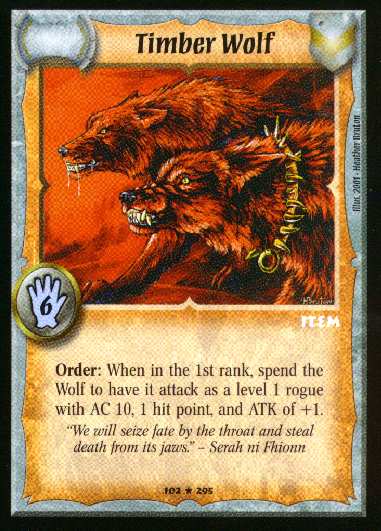 Timber Wolf
Illus. 2001 - Heather Bruton
HBruton
ITEM
6
Order: When in the 1st rank, spend the
Wolf to have it attack as a level 1 rogue
with AC 10, 1 hit point, and ATK of +1.
"We will seize fate by the throat and steal
death from its jaws." – Serah ni Fhionn
102 ★ 295